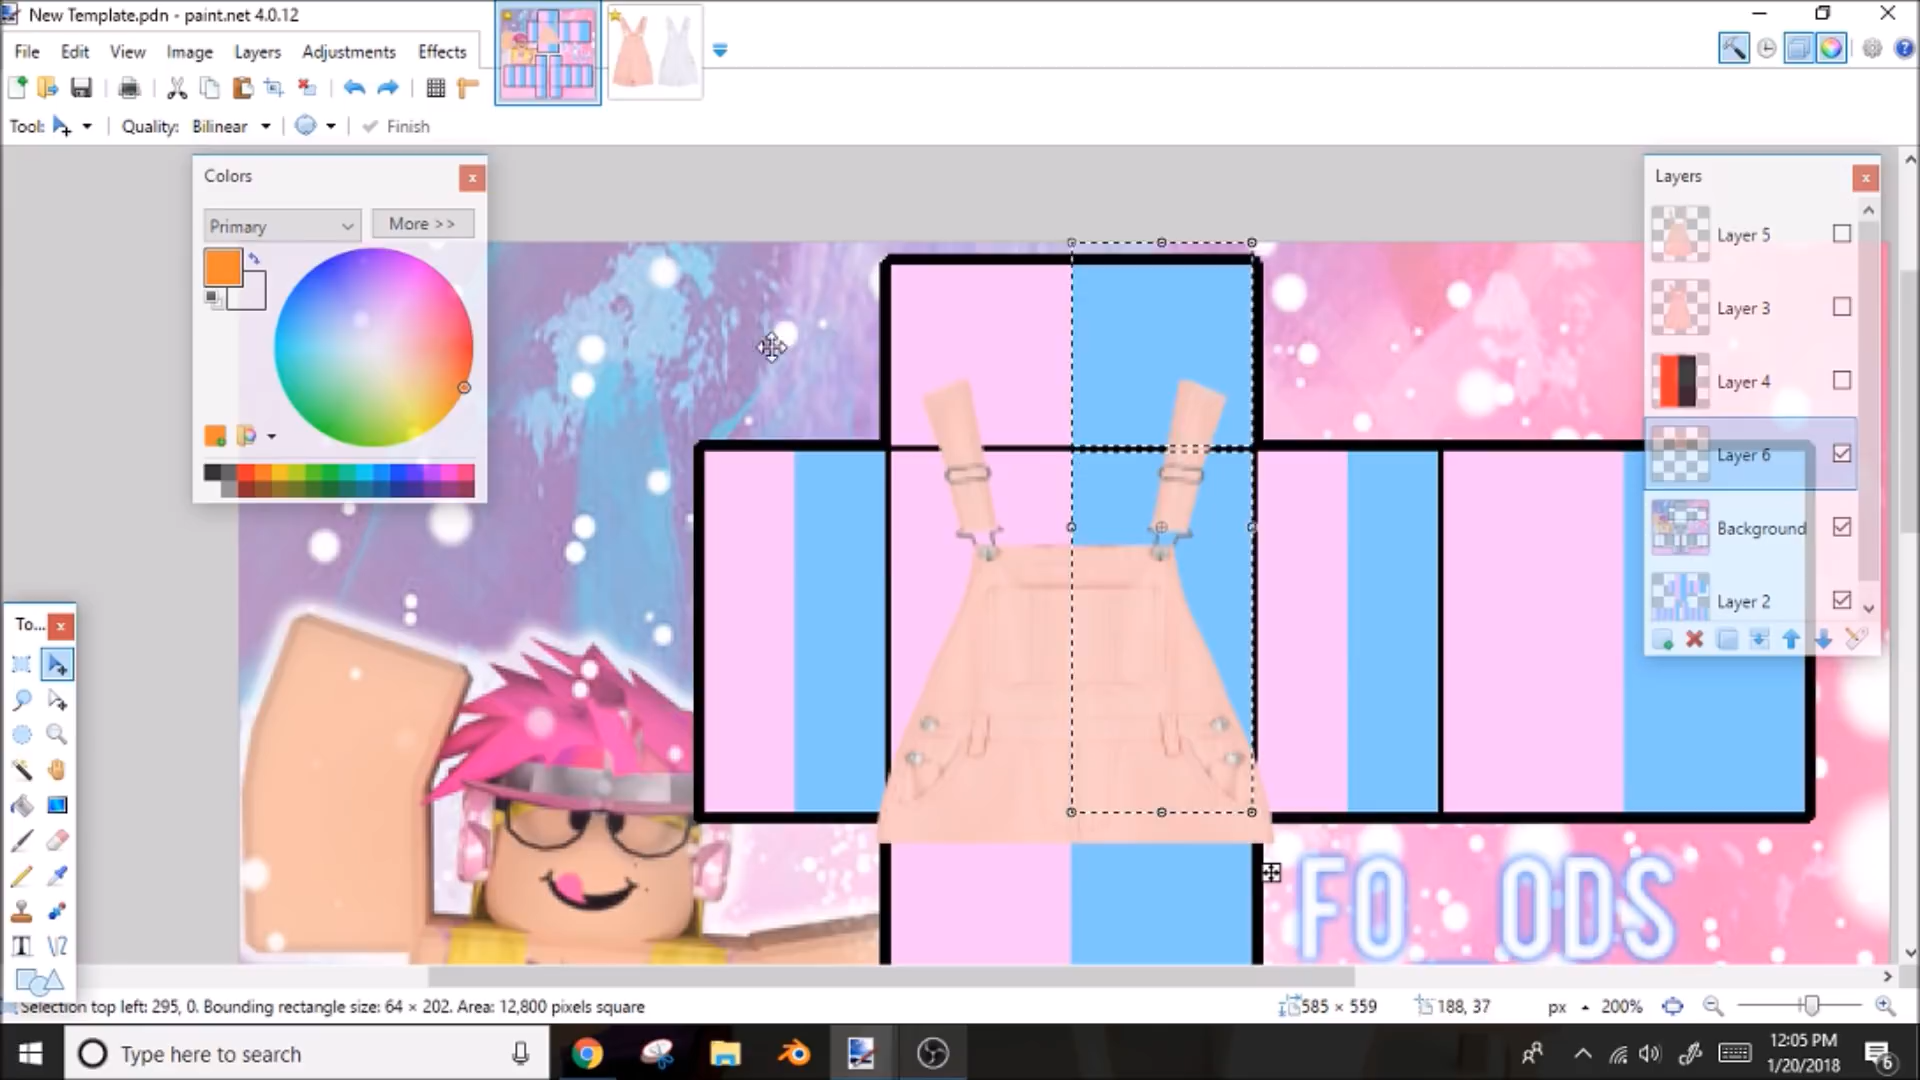 New Template.pdn - paint.net 4.0.12
File Edit View Image Layers Adjustments Effects
Tool: Quality: Bilinear Finish
Colors
Primary More >>
Layers
Layer 5
Layer 3
Layer 4
Layer 6
Background
Layer 2
To...
FO_ODS
Selection top left: 295, 0. Bounding rectangle size: 64 × 202. Area: 12,800 pixels square
585 × 559 188, 37 px 200%
Type here to search
12:05 PM
1/20/2018
6